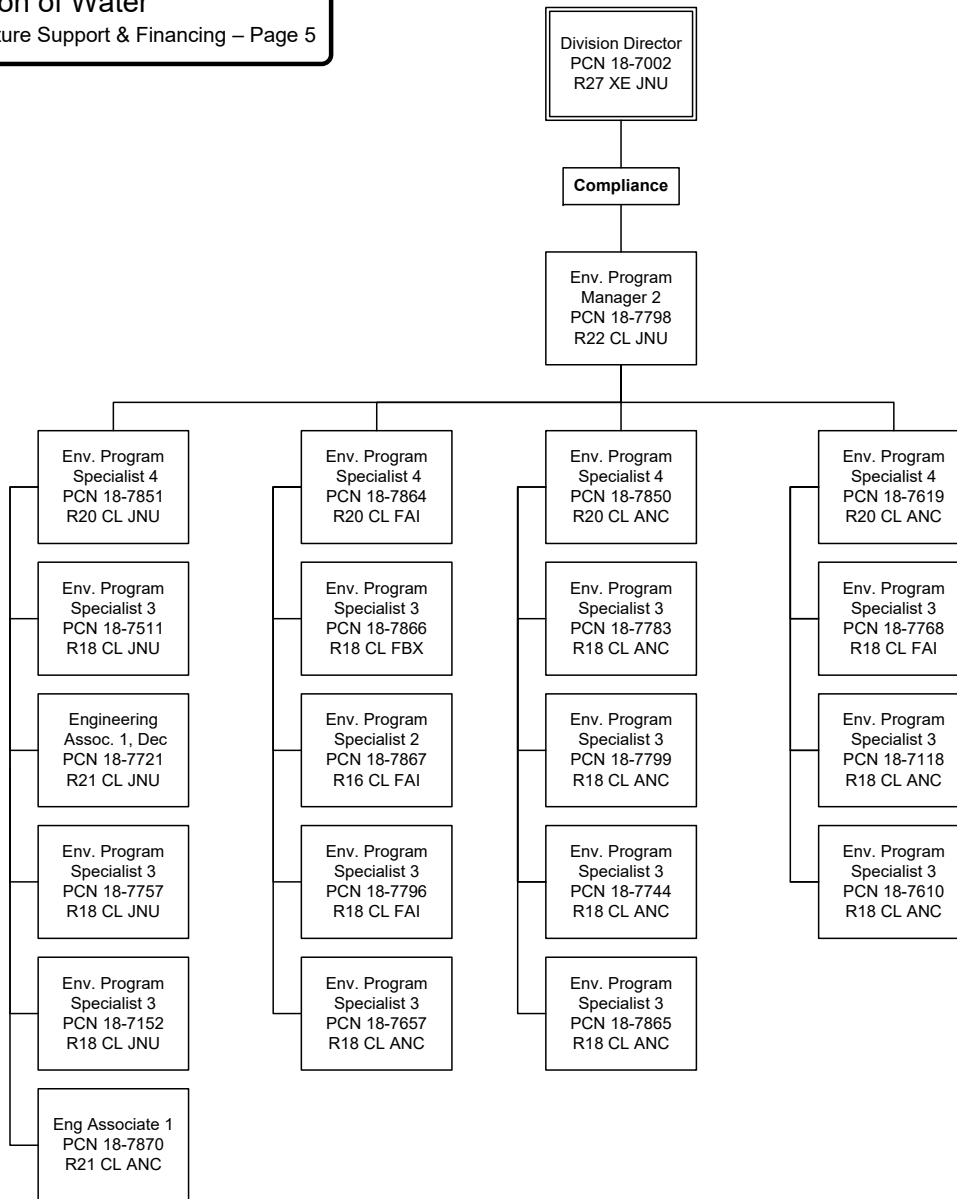 on of Water
ture Support & Financing – Page 5
Division Director
PCN 18-7002
R27 XE JNU
Compliance
Env. Program
Manager 2
PCN 18-7798
R22 CL JNU
Env. Program
Specialist 4
PCN 18-7851
R20 CL JNU
Env. Program
Specialist 3
PCN 18-7511
R18 CL JNU
Engineering
Assoc. 1, Dec
PCN 18-7721
R21 CL JNU
Env. Program
Specialist 3
PCN 18-7757
R18 CL JNU
Env. Program
Specialist 3
PCN 18-7152
R18 CL JNU
Eng Associate 1
PCN 18-7870
R21 CL ANC
Env. Program
Specialist 4
PCN 18-7864
R20 CL FAI
Env. Program
Specialist 3
PCN 18-7866
R18 CL FBX
Env. Program
Specialist 2
PCN 18-7867
R16 CL FAI
Env. Program
Specialist 3
PCN 18-7796
R18 CL FAI
Env. Program
Specialist 3
PCN 18-7657
R18 CL ANC
Env. Program
Specialist 4
PCN 18-7850
R20 CL ANC
Env. Program
Specialist 3
PCN 18-7783
R18 CL ANC
Env. Program
Specialist 3
PCN 18-7799
R18 CL ANC
Env. Program
Specialist 3
PCN 18-7744
R18 CL ANC
Env. Program
Specialist 3
PCN 18-7865
R18 CL ANC
Env. Program
Specialist 4
PCN 18-7619
R20 CL ANC
Env. Program
Specialist 3
PCN 18-7768
R18 CL FAI
Env. Program
Specialist 3
PCN 18-7118
R18 CL ANC
Env. Program
Specialist 3
PCN 18-7610
R18 CL ANC